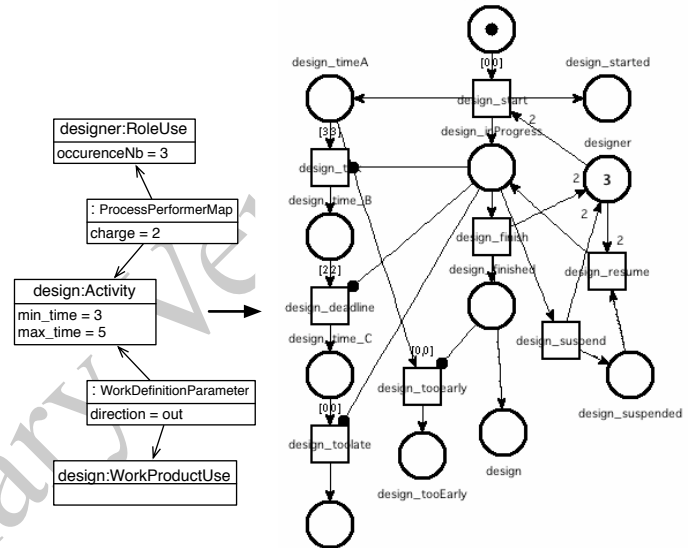 designer:RoleUse
occurenceNb = 3
: ProcessPerformerMap
charge = 2
design:Activity
min_time = 3
max_time = 5
: WorkDefinitionParameter
direction = out
design:WorkProductUse
design_timeA
design_started
[0,0]
design_start
2
design_inProgress
designer
[3,3]
3
2
2
2
design_time_B
design_finish
design_finished
design_resume
[2,2]
design_deadline
design_suspend
design_time_C
[0,0]
design_tooearly
design_suspended
[0,0]
design_toolate
design
design_tooEarly